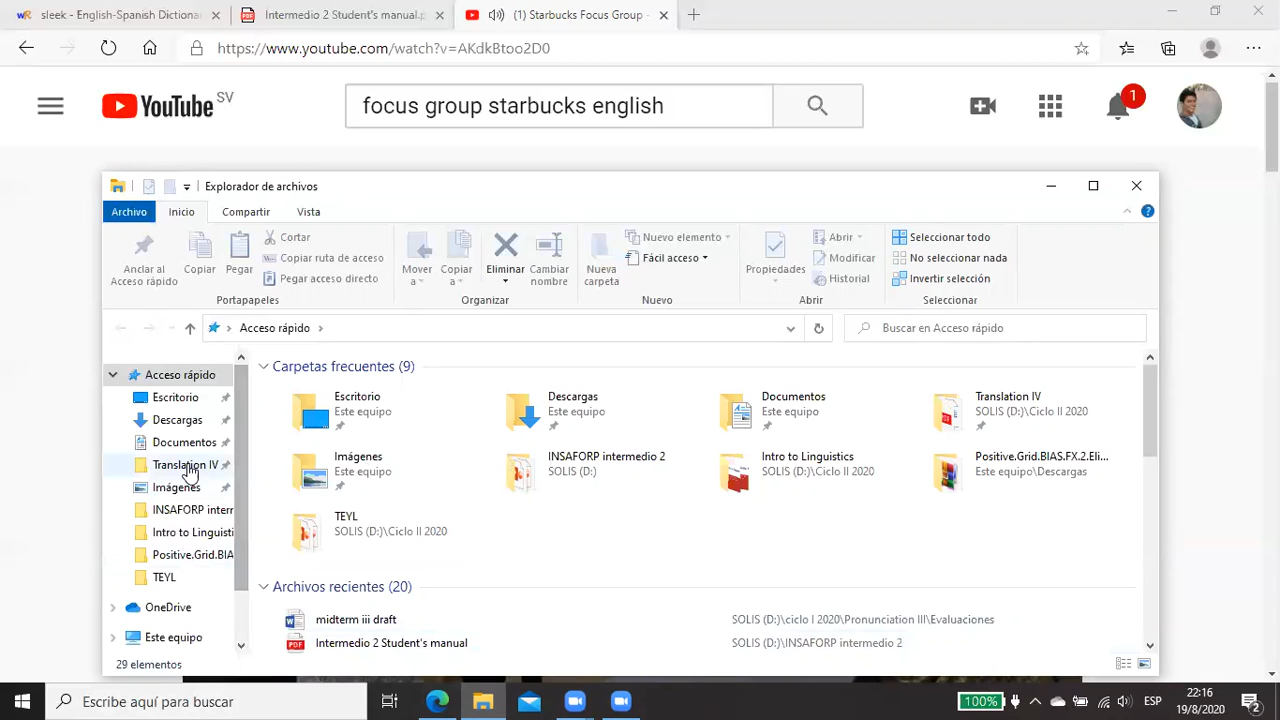 sleek - English-Spanish Dictiona
Intermedio 2 Student's manual.p
(1) Starbucks Focus Group -
https://www.youtube.com/watch?v=AKdkBtoo2D0
YouTube SV
focus group starbucks english
1
Explorador de archivos
Archivo Inicio Compartir Vista
Anclar al Acceso rápido
Copiar
Pegar
Cortar
Copiar ruta de acceso
Pegar acceso directo
Portapapeles
Mover a
Copiar a
Eliminar
Cambiar nombre
Organizar
Nueva carpeta
Nuevo elemento
Fácil acceso
Nuevo
Propiedades
Abrir
Modificar
Historial
Abrir
Seleccionar todo
No seleccionar nada
Invertir selección
Seleccionar
Acceso rápido
Buscar en Acceso rápido
Acceso rápido
Escritorio
Descargas
Documentos
Translation IV
Imágenes
INSAFORP interr
Intro to Linguisti
Positive.Grid.BIA
TEYL
OneDrive
Este equipo
Carpetas frecuentes (9)
Escritorio
Este equipo
Descargas
Este equipo
Documentos
Este equipo
Translation IV
SOLIS (D:)\Ciclo II 2020
Imágenes
Este equipo
INSAFORP intermedio 2
SOLIS (D:)
Intro to Linguistics
SOLIS (D:)\Ciclo II 2020
Positive.Grid.BIAS.FX.2.Eli...
Este equipo\Descargas
TEYL
SOLIS (D:)\Ciclo II 2020
Archivos recientes (20)
midterm iii draft SOLIS (D:)\ciclo I 2020\Pronunciation III\Evaluaciones
Intermedio 2 Student's manual SOLIS (D:)\INSAFORP intermedio 2
29 elementos
Escribe aquí para buscar
100%
ESP
22:16
19/8/2020
2